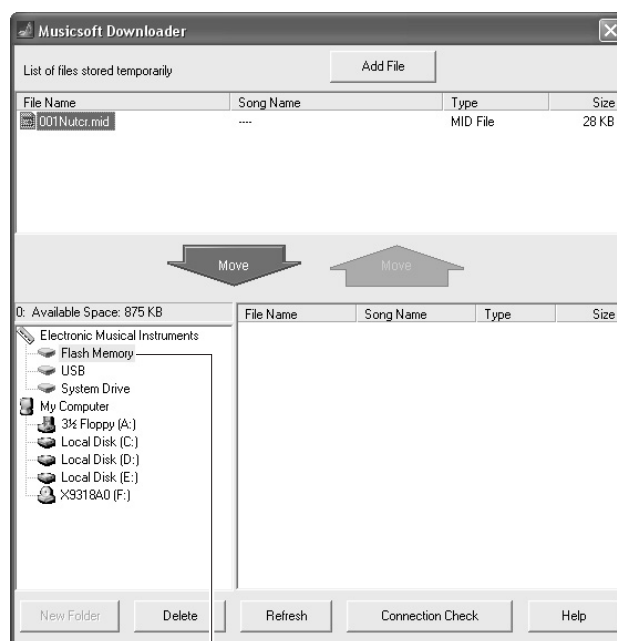 Musicsoft Downloader
List of files stored temporarily
Add File
File Name Song Name Type Size
001Nutcr.mid ---- MID File 28 KB
Move Move
0: Available Space: 875 KB
File Name Song Name Type Size
Electronic Musical Instruments
Flash Memory
USB
System Drive
My Computer
3½ Floppy (A:)
Local Disk (C:)
Local Disk (D:)
Local Disk (E:)
X9318A0 (F:)
New Folder Delete Refresh Connection Check Help